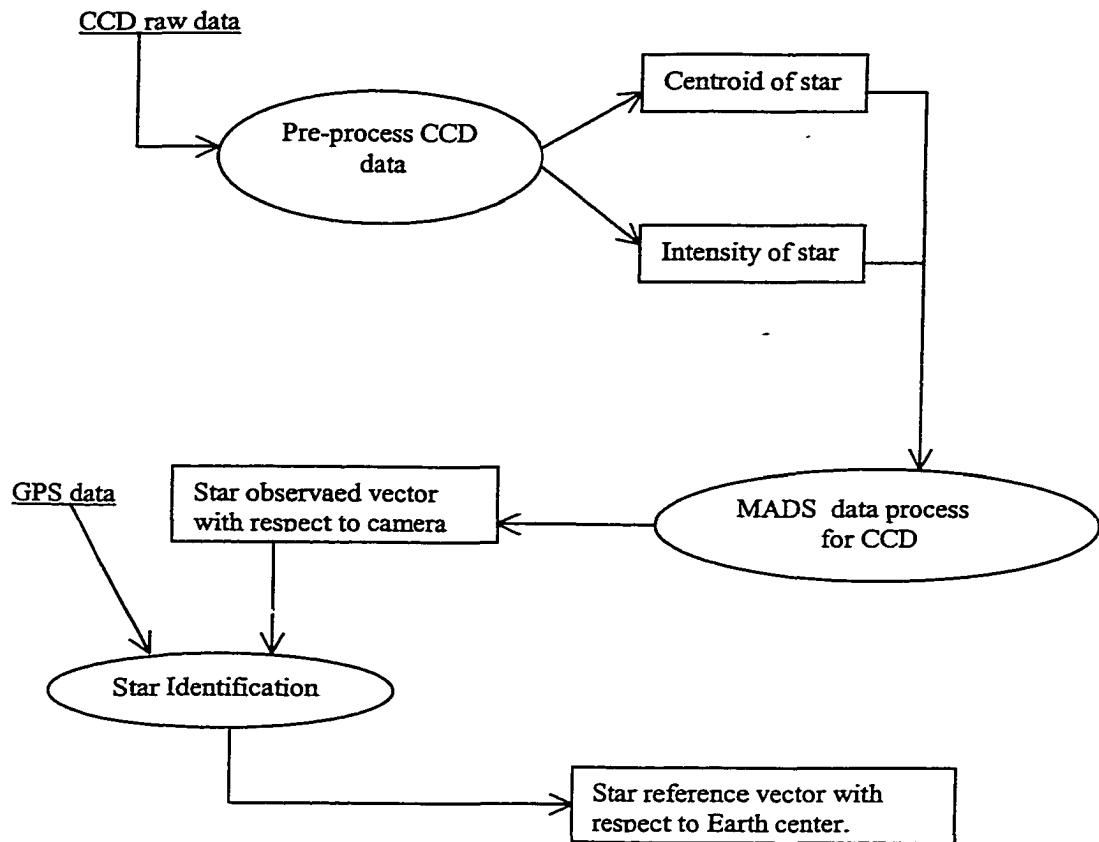 CCD raw data
Centroid of star
Pre-process CCD
data
Intensity of star
GPS data
Star observaed vector
with respect to camera
MADS data process
for CCD
Star Identification
Star reference vector with
respect to Earth center.